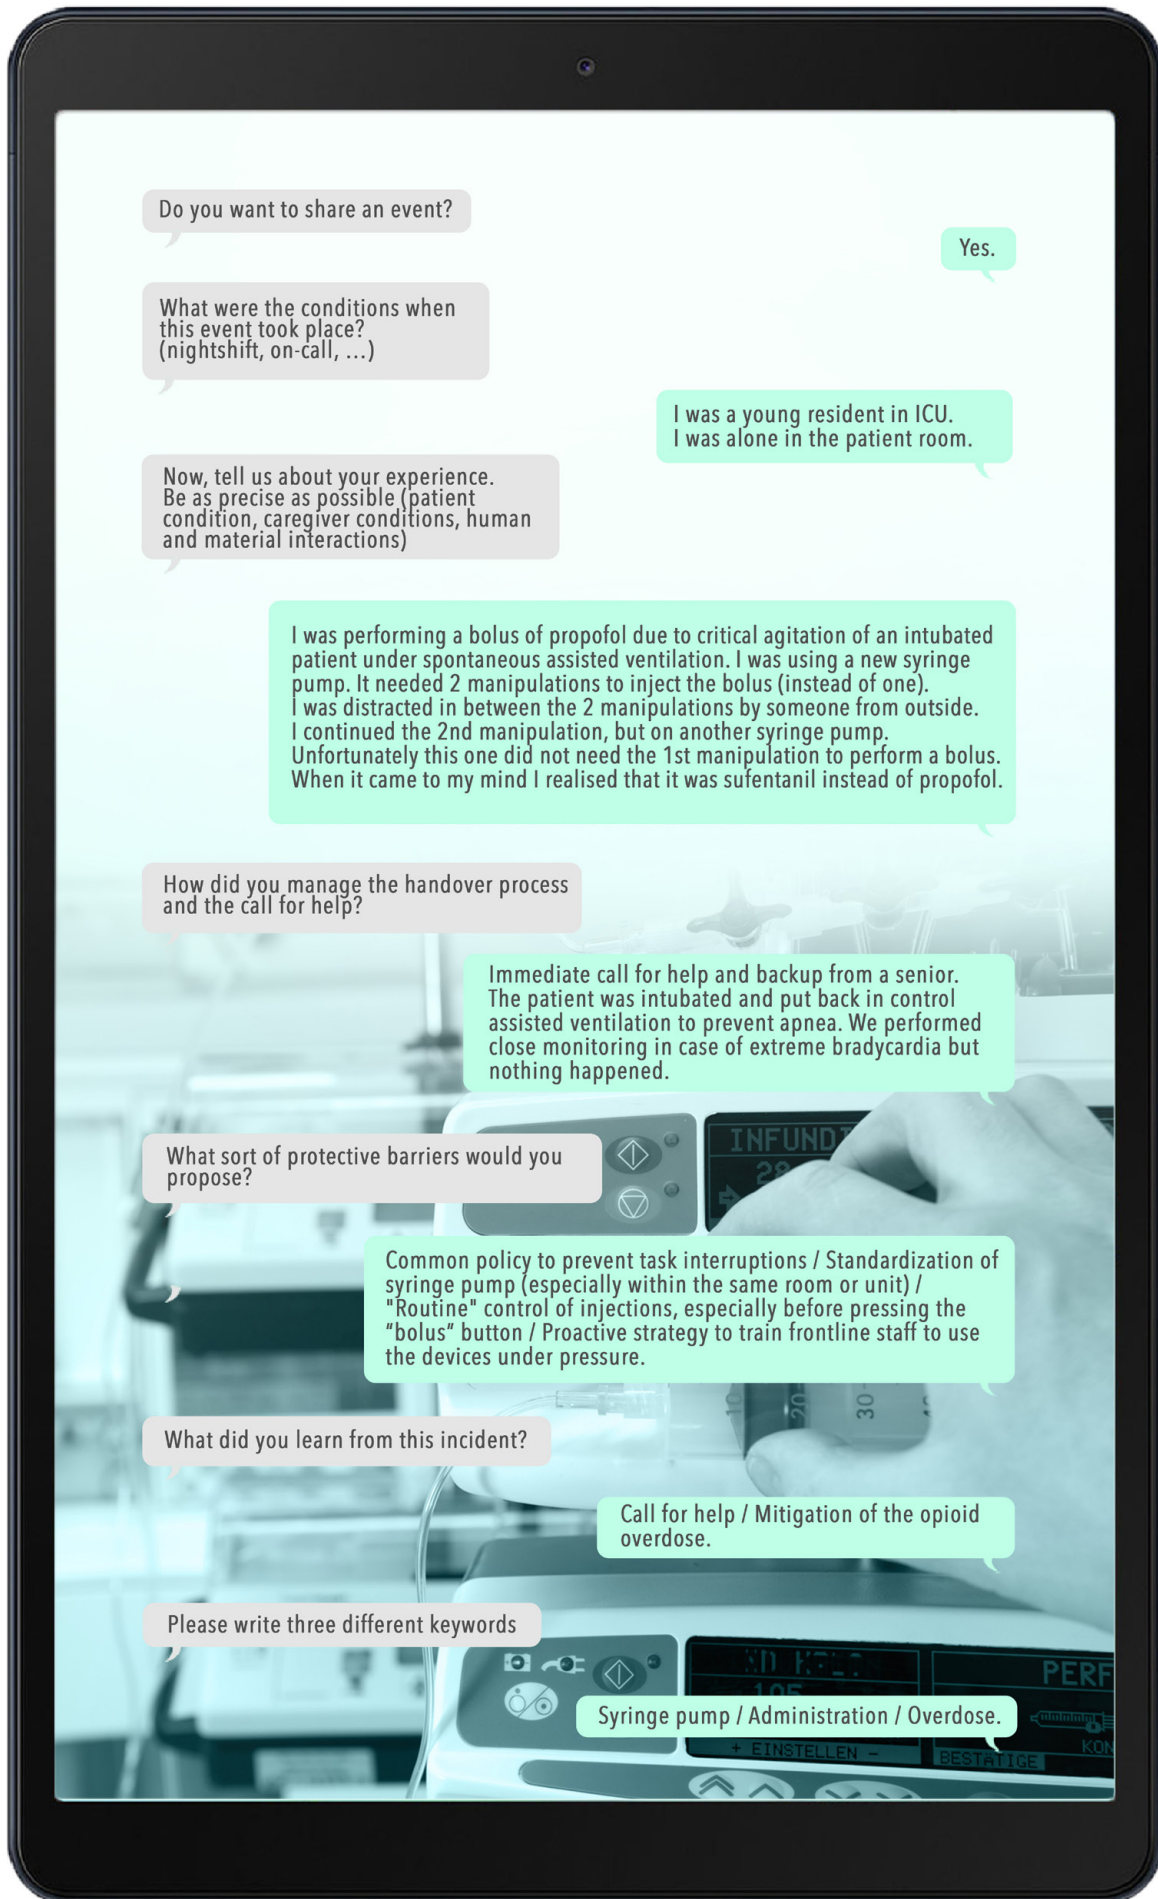 Do you want to share an event?
Yes.
What were the conditions when
this event took place?
(nightshift, on-call, ...)
I was a young resident in ICU.
I was alone in the patient room.
Now, tell us about your experience.
Be as precise as possible (patient
condition, caregiver conditions, human
and material interactions)
I was performing a bolus of propofol due to critical agitation of an intubated
patient under spontaneous assisted ventilation. I was using a new syringe
pump. It needed 2 manipulations to inject the bolus (instead of one).
I was distracted in between the 2 manipulations by someone from outside.
I continued the 2nd manipulation, but on another syringe pump.
Unfortunately this one did not need the 1st manipulation to perform a bolus.
When it came to my mind I realised that it was sufentanil instead of propofol.
How did you manage the handover process
and the call for help?
Immediate call for help and backup from a senior.
The patient was intubated and put back in control
assisted ventilation to prevent apnea. We performed
close monitoring in case of extreme bradycardia but
nothing happened.
INFUND
28
What sort of protective barriers would you
propose?
Common policy to prevent task interruptions / Standardization of
syringe pump (especially within the same room or unit) /
"Routine" control of injections, especially before pressing the
“bolus” button / Proactive strategy to train frontline staff to use
the devices under pressure.
10 20 30
What did you learn from this incident?
Call for help / Mitigation of the opioid
overdose.
Please write three different keywords
PERF
105
Syringe pump / Administration / Overdose.
KON
+ EINSTELLEN -
BESTÄTIGE